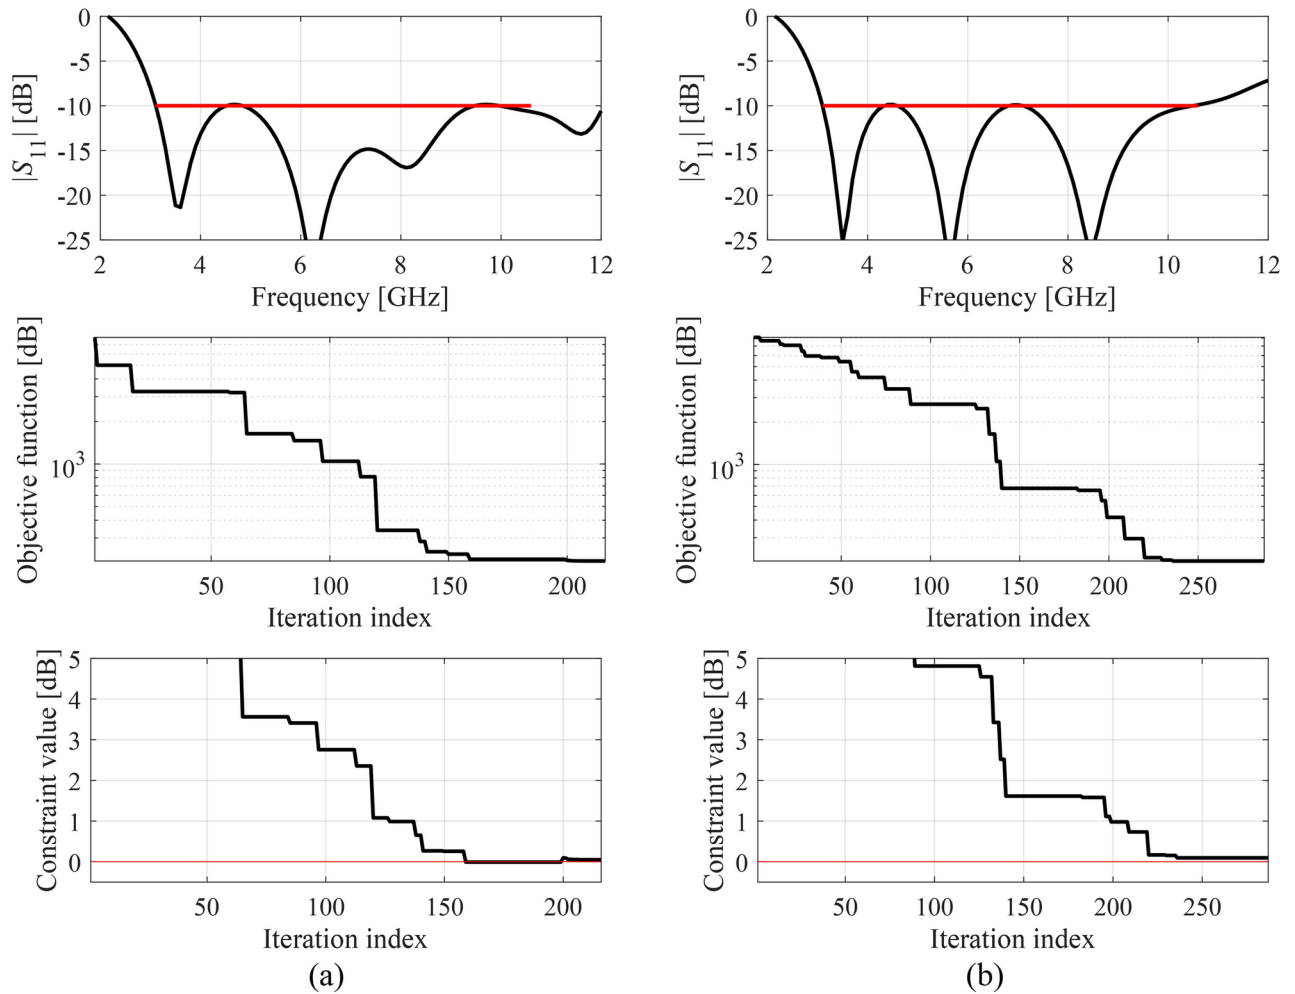 0
-5
-10
-15
-20
-25
|S11| [dB]
2 4 6 8 10 12
Frequency [GHz]
0
-5
-10
-15
-20
-25
|S11| [dB]
2 4 6 8 10 12
Frequency [GHz]
10^3
Objective function [dB]
50 100 150 200
Iteration index
10^3
Objective function [dB]
50 100 150 200 250
Iteration index
5
4
3
2
1
0
Constraint value [dB]
50 100 150 200
Iteration index
(a)
5
4
3
2
1
0
Constraint value [dB]
50 100 150 200 250
Iteration index
(b)